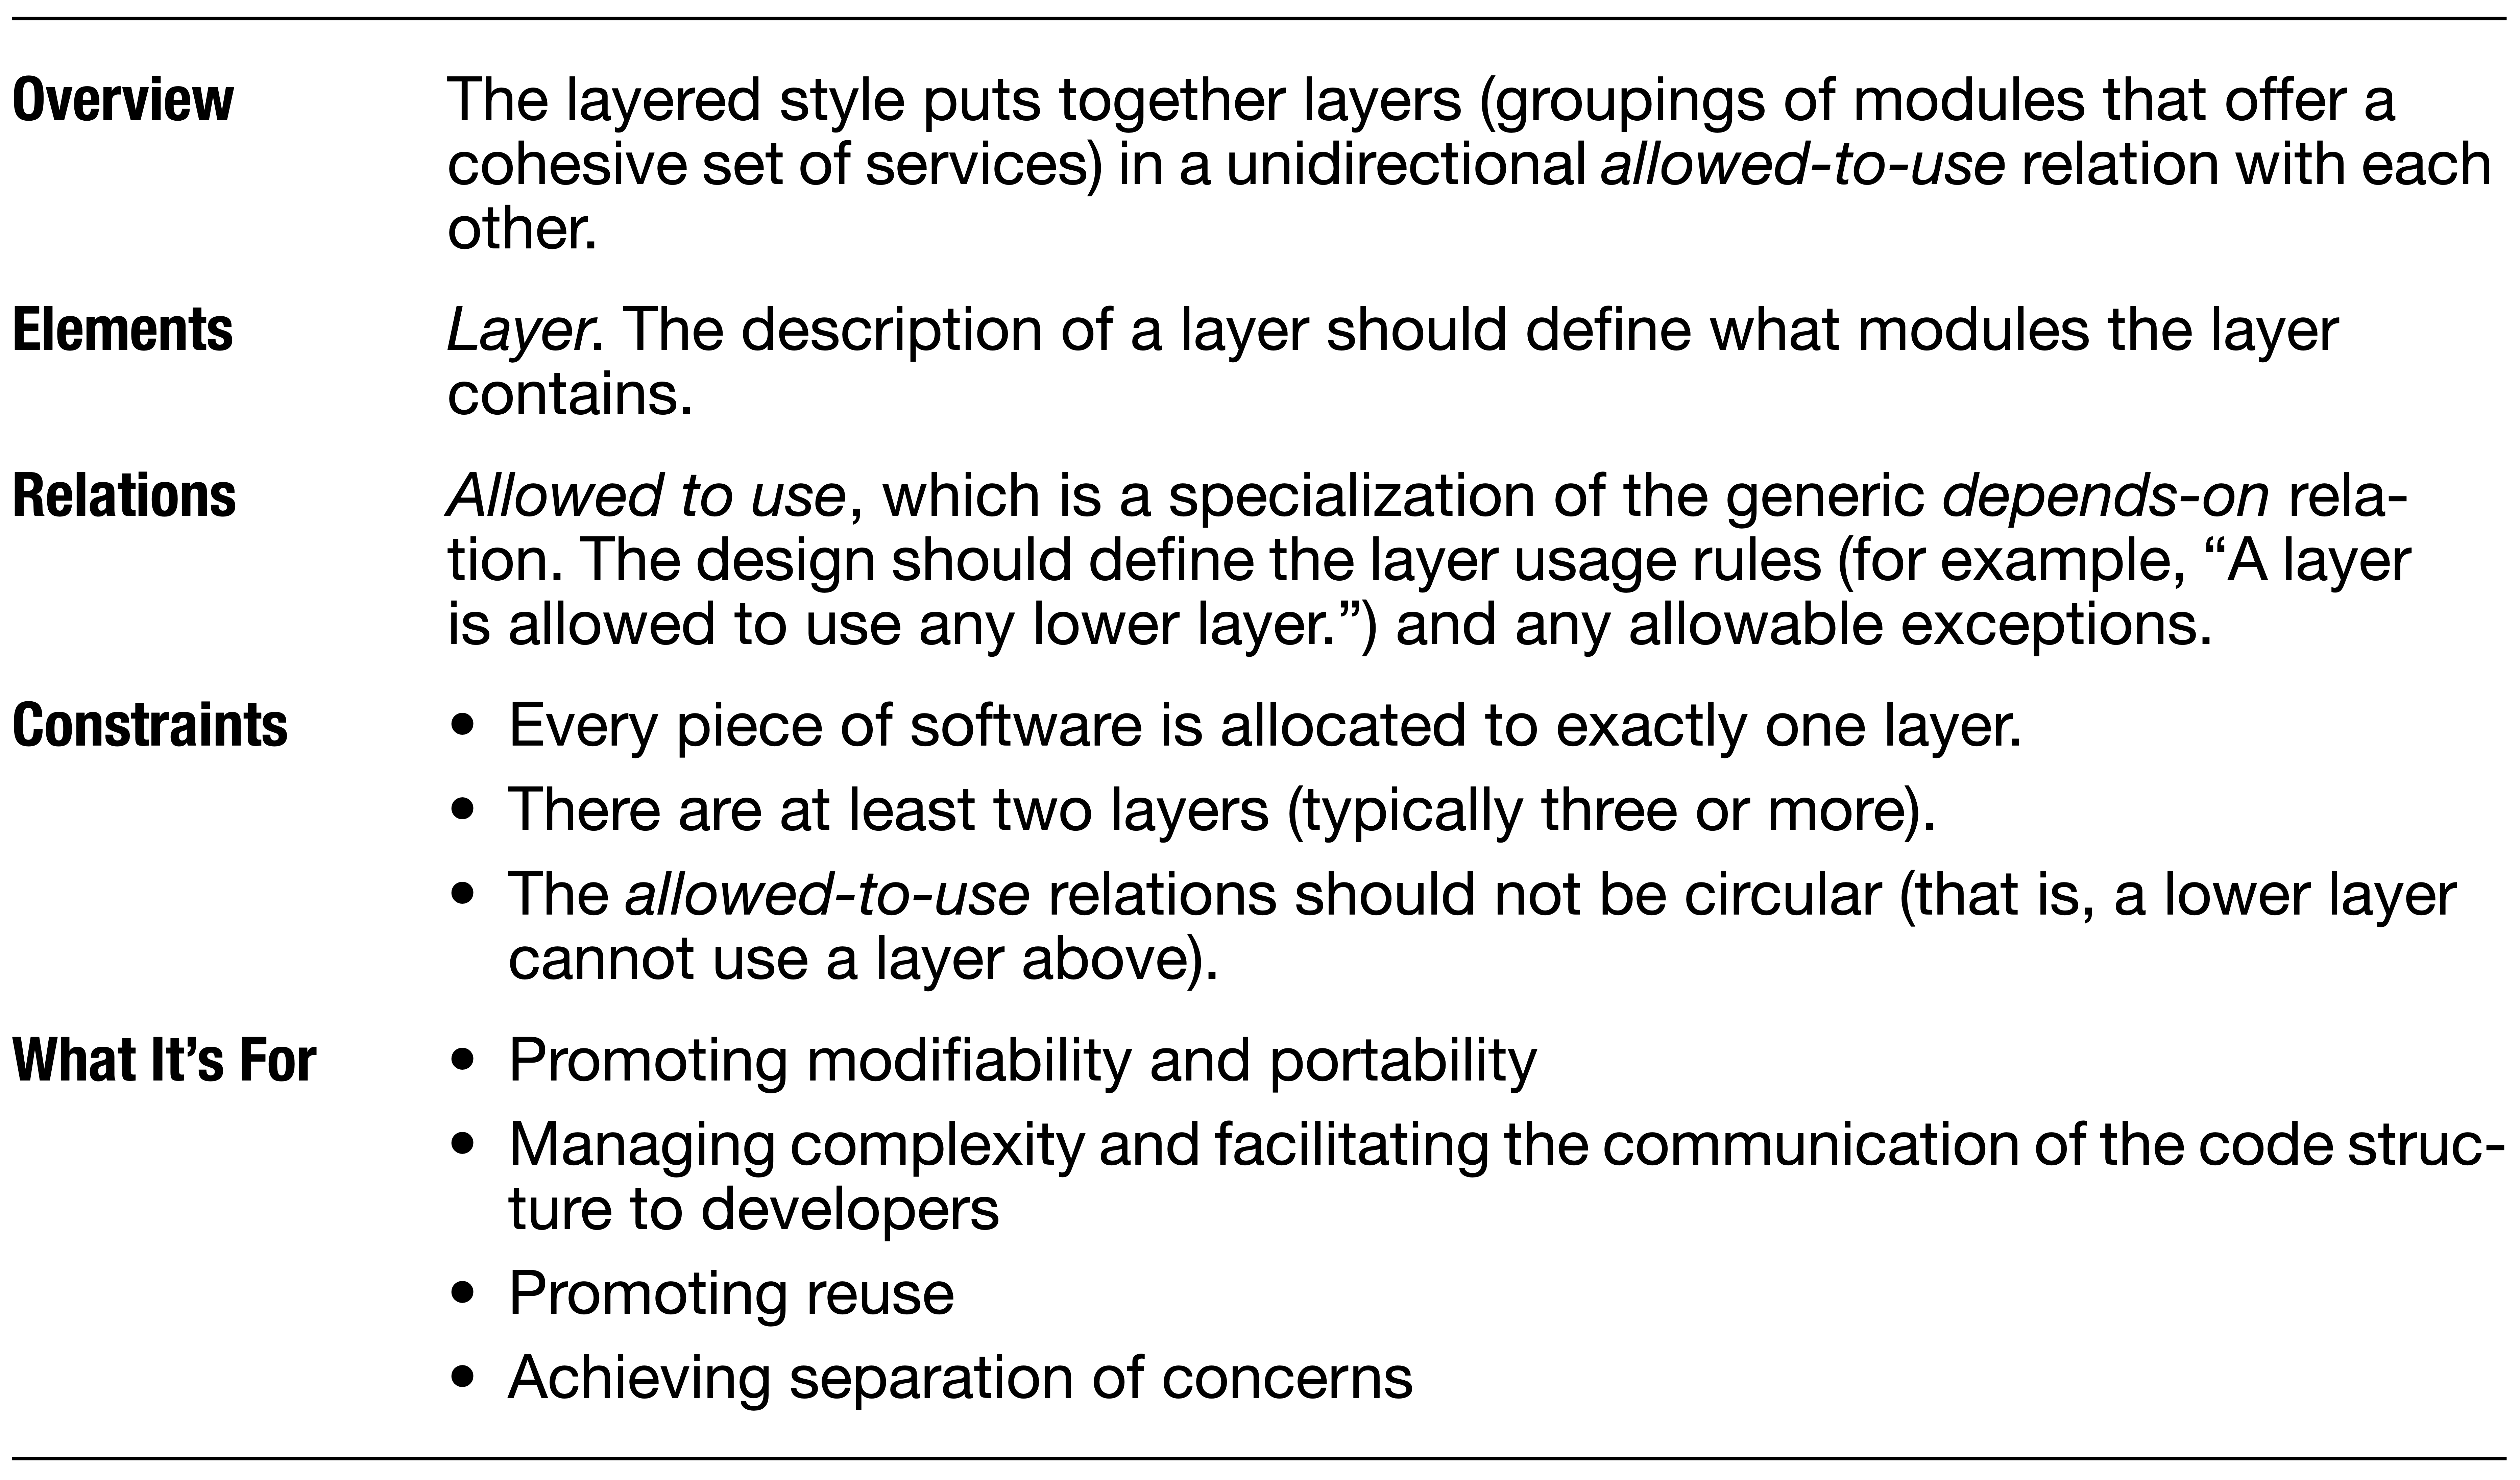 Overview
The layered style puts together layers (groupings of modules that offer a
cohesive set of services) in a unidirectional allowed-to-use relation with each
other.
Elements
Layer. The description of a layer should define what modules the layer
contains.
Relations
Allowed to use, which is a specialization of the generic depends-on rela-
tion. The design should define the layer usage rules (for example, “A layer
is allowed to use any lower layer.”) and any allowable exceptions.
Constraints
• Every piece of software is allocated to exactly one layer.
• There are at least two layers (typically three or more).
• The allowed-to-use relations should not be circular (that is, a lower layer
cannot use a layer above).
What It’s For
• Promoting modifiability and portability
• Managing complexity and facilitating the communication of the code struc-
ture to developers
• Promoting reuse
• Achieving separation of concerns